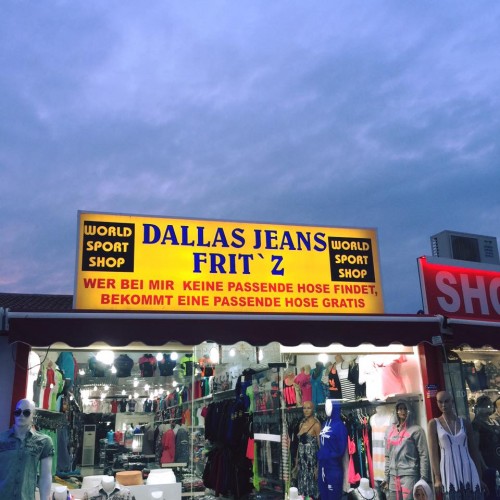 WORLD
SPORT
SHOP
DALLAS JEANS
FRIT`Z
WORLD
SPORT
SHOP
WER BEI MIR KEINE PASSENDE HOSE FINDET,
BEKOMMT EINE PASSENDE HOSE GRATIS
SHO